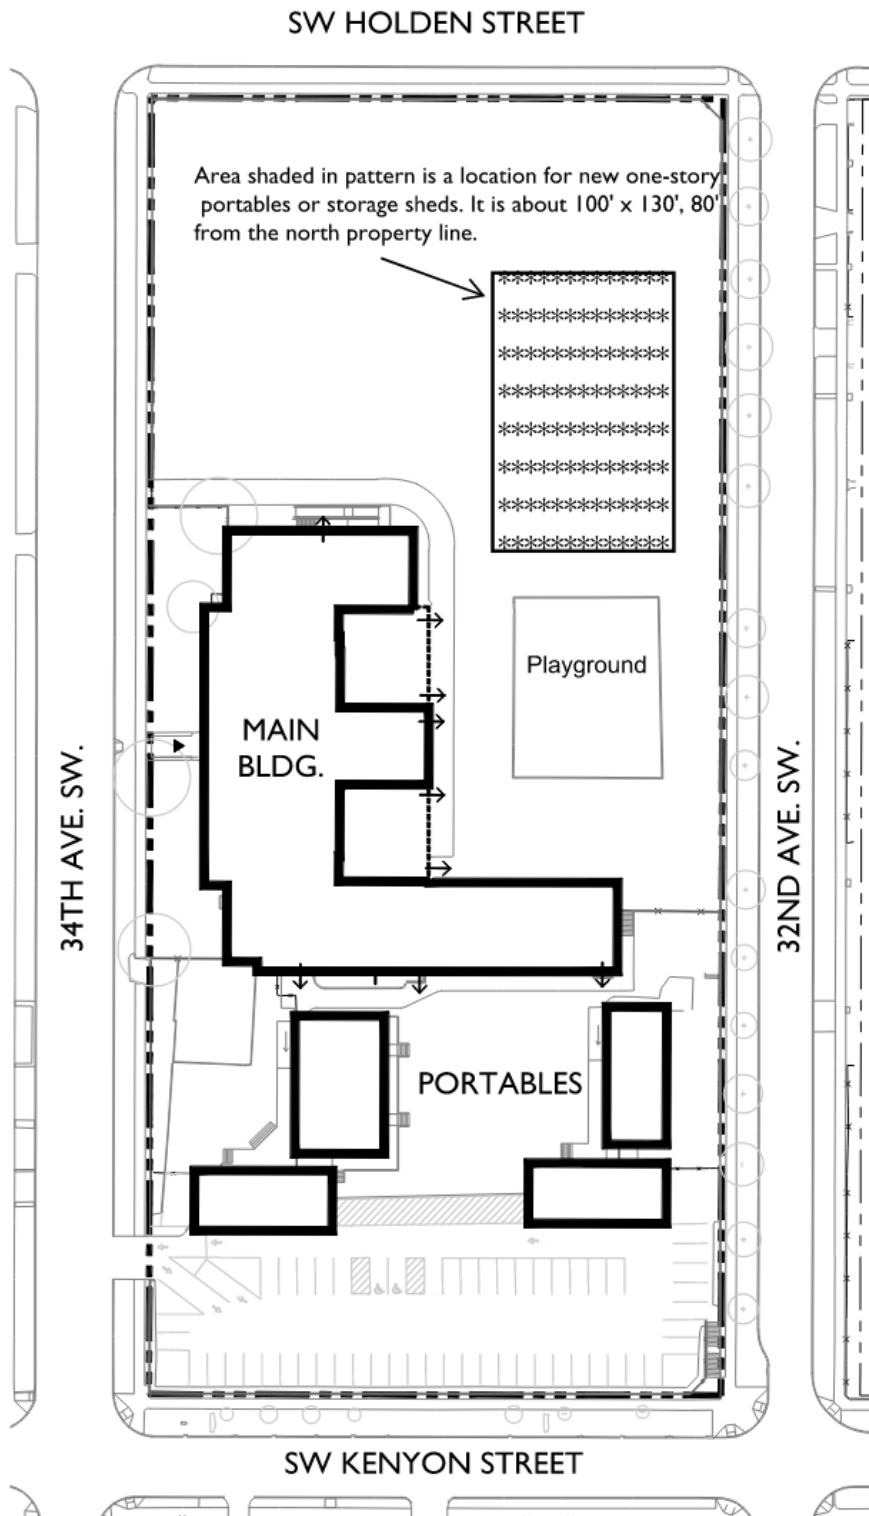 SW HOLDEN STREET
Area shaded in pattern is a location for new one-story
portables or storage sheds. It is about 100' x 130', 80'
from the north property line.
Playground
MAIN
BLDG.
34TH AVE. SW.
32ND AVE. SW.
PORTABLES
SW KENYON STREET